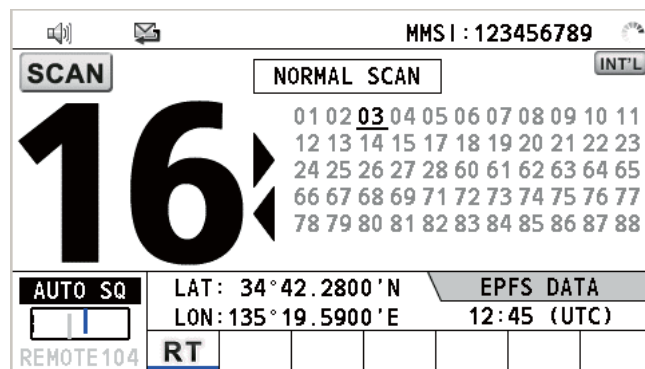 MMSI:123456789
SCAN
NORMAL SCAN
INT'L
16
01 02 03 04 05 06 07 08 09 10 11
12 13 14 15 17 18 19 20 21 22 23
24 25 26 27 28 60 61 62 63 64 65
66 67 68 69 71 72 73 74 75 76 77
78 79 80 81 82 83 84 85 86 87 88
AUTO SQ
LAT: 34°42.2800'N
EPFS DATA
LON:135°19.5900'E
12:45 (UTC)
REMOTE104
RT